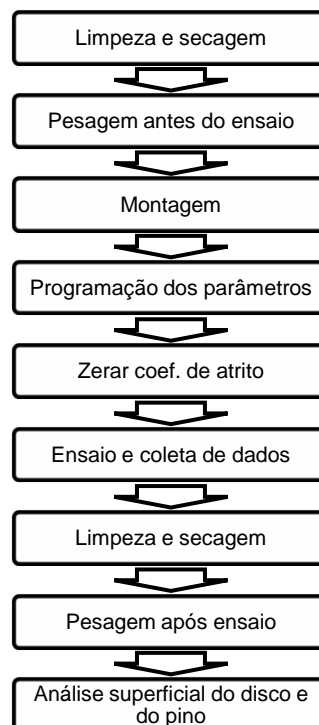 Limpeza e secagem
Pesagem antes do ensaio
Montagem
Programação dos parâmetros
Zerar coef. de atrito
Ensaio e coleta de dados
Limpeza e secagem
Pesagem após ensaio
Análise superficial do disco e
do pino